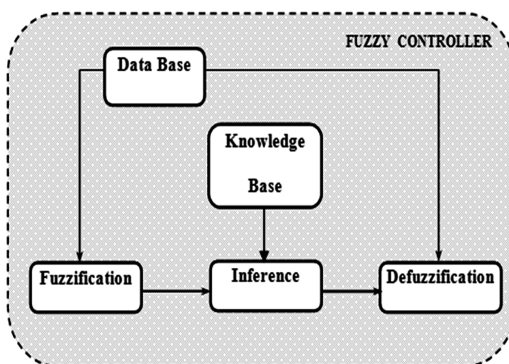 FUZZY CONTROLLER
Data Base
Knowledge
Base
Fuzzification
Inference
Defuzzification